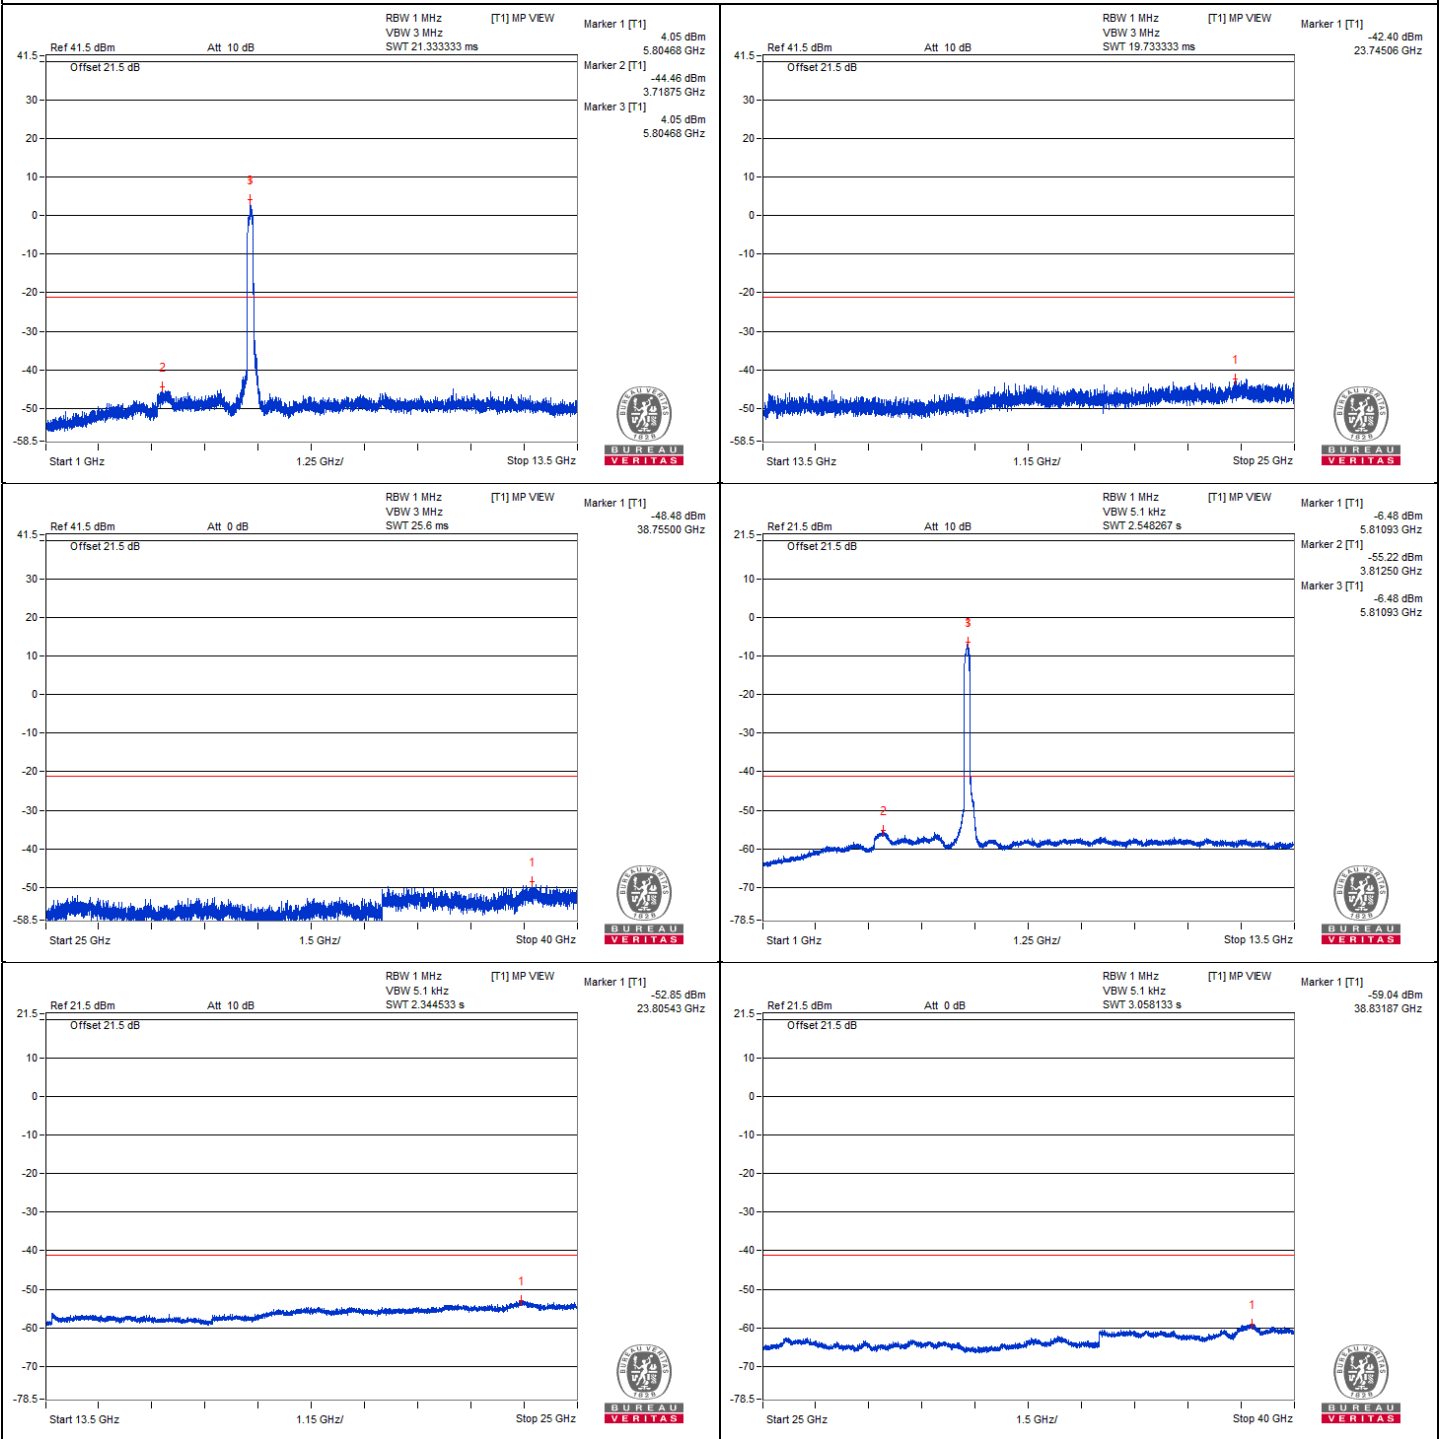 RBW 1 MHz [T1] MP VIEW
VBW 3 MHz
Ref 41.5 dBm Att 10 dB SWT 21.333333 ms
Marker 1 [T1]
4.05 dBm
5.80468 GHz
Marker 2 [T1]
-44.46 dBm
3.71875 GHz
Marker 3 [T1]
4.05 dBm
5.80468 GHz
41.5
Offset 21.5 dB
30
20
10
0
-10
-20
-30
-40
-50
-58.5
3
2
Start 1 GHz 1.25 GHz/ Stop 13.5 GHz
BUREAU VERITAS
1828
BUREAU
VERITAS
RBW 1 MHz [T1] MP VIEW
VBW 3 MHz
Ref 41.5 dBm Att 10 dB SWT 19.733333 ms
Marker 1 [T1]
-42.40 dBm
23.74506 GHz
41.5
Offset 21.5 dB
30
20
10
0
-10
-20
-30
-40
-50
-58.5
1
Start 13.5 GHz 1.15 GHz/ Stop 25 GHz
BUREAU VERITAS
1828
BUREAU
VERITAS
RBW 1 MHz [T1] MP VIEW
VBW 3 MHz
Ref 41.5 dBm Att 0 dB SWT 25.6 ms
Marker 1 [T1]
-48.48 dBm
38.75500 GHz
41.5
Offset 21.5 dB
30
20
10
0
-10
-20
-30
-40
-50
-58.5
1
Start 25 GHz 1.5 GHz/ Stop 40 GHz
BUREAU VERITAS
1828
BUREAU
VERITAS
RBW 1 MHz [T1] MP VIEW
VBW 5.1 kHz
Ref 21.5 dBm Att 10 dB SWT 2.548267 s
Marker 1 [T1]
-6.48 dBm
5.81093 GHz
Marker 2 [T1]
-55.22 dBm
3.81250 GHz
Marker 3 [T1]
-6.48 dBm
5.81093 GHz
21.5
Offset 21.5 dB
10
0
-10
-20
-30
-40
-50
-60
-70
-78.5
3
2
Start 1 GHz 1.25 GHz/ Stop 13.5 GHz
BUREAU VERITAS
1828
BUREAU
VERITAS
RBW 1 MHz [T1] MP VIEW
VBW 5.1 kHz
Ref 21.5 dBm Att 10 dB SWT 2.344533 s
Marker 1 [T1]
-52.85 dBm
23.80543 GHz
21.5
Offset 21.5 dB
10
0
-10
-20
-30
-40
-50
-60
-70
-78.5
1
Start 13.5 GHz 1.15 GHz/ Stop 25 GHz
BUREAU VERITAS
1828
BUREAU
VERITAS
RBW 1 MHz [T1] MP VIEW
VBW 5.1 kHz
Ref 21.5 dBm Att 0 dB SWT 3.058133 s
Marker 1 [T1]
-59.04 dBm
38.83187 GHz
21.5
Offset 21.5 dB
10
0
-10
-20
-30
-40
-50
-60
-70
-78.5
1
Start 25 GHz 1.5 GHz/ Stop 40 GHz
BUREAU VERITAS
1828
BUREAU
VERITAS